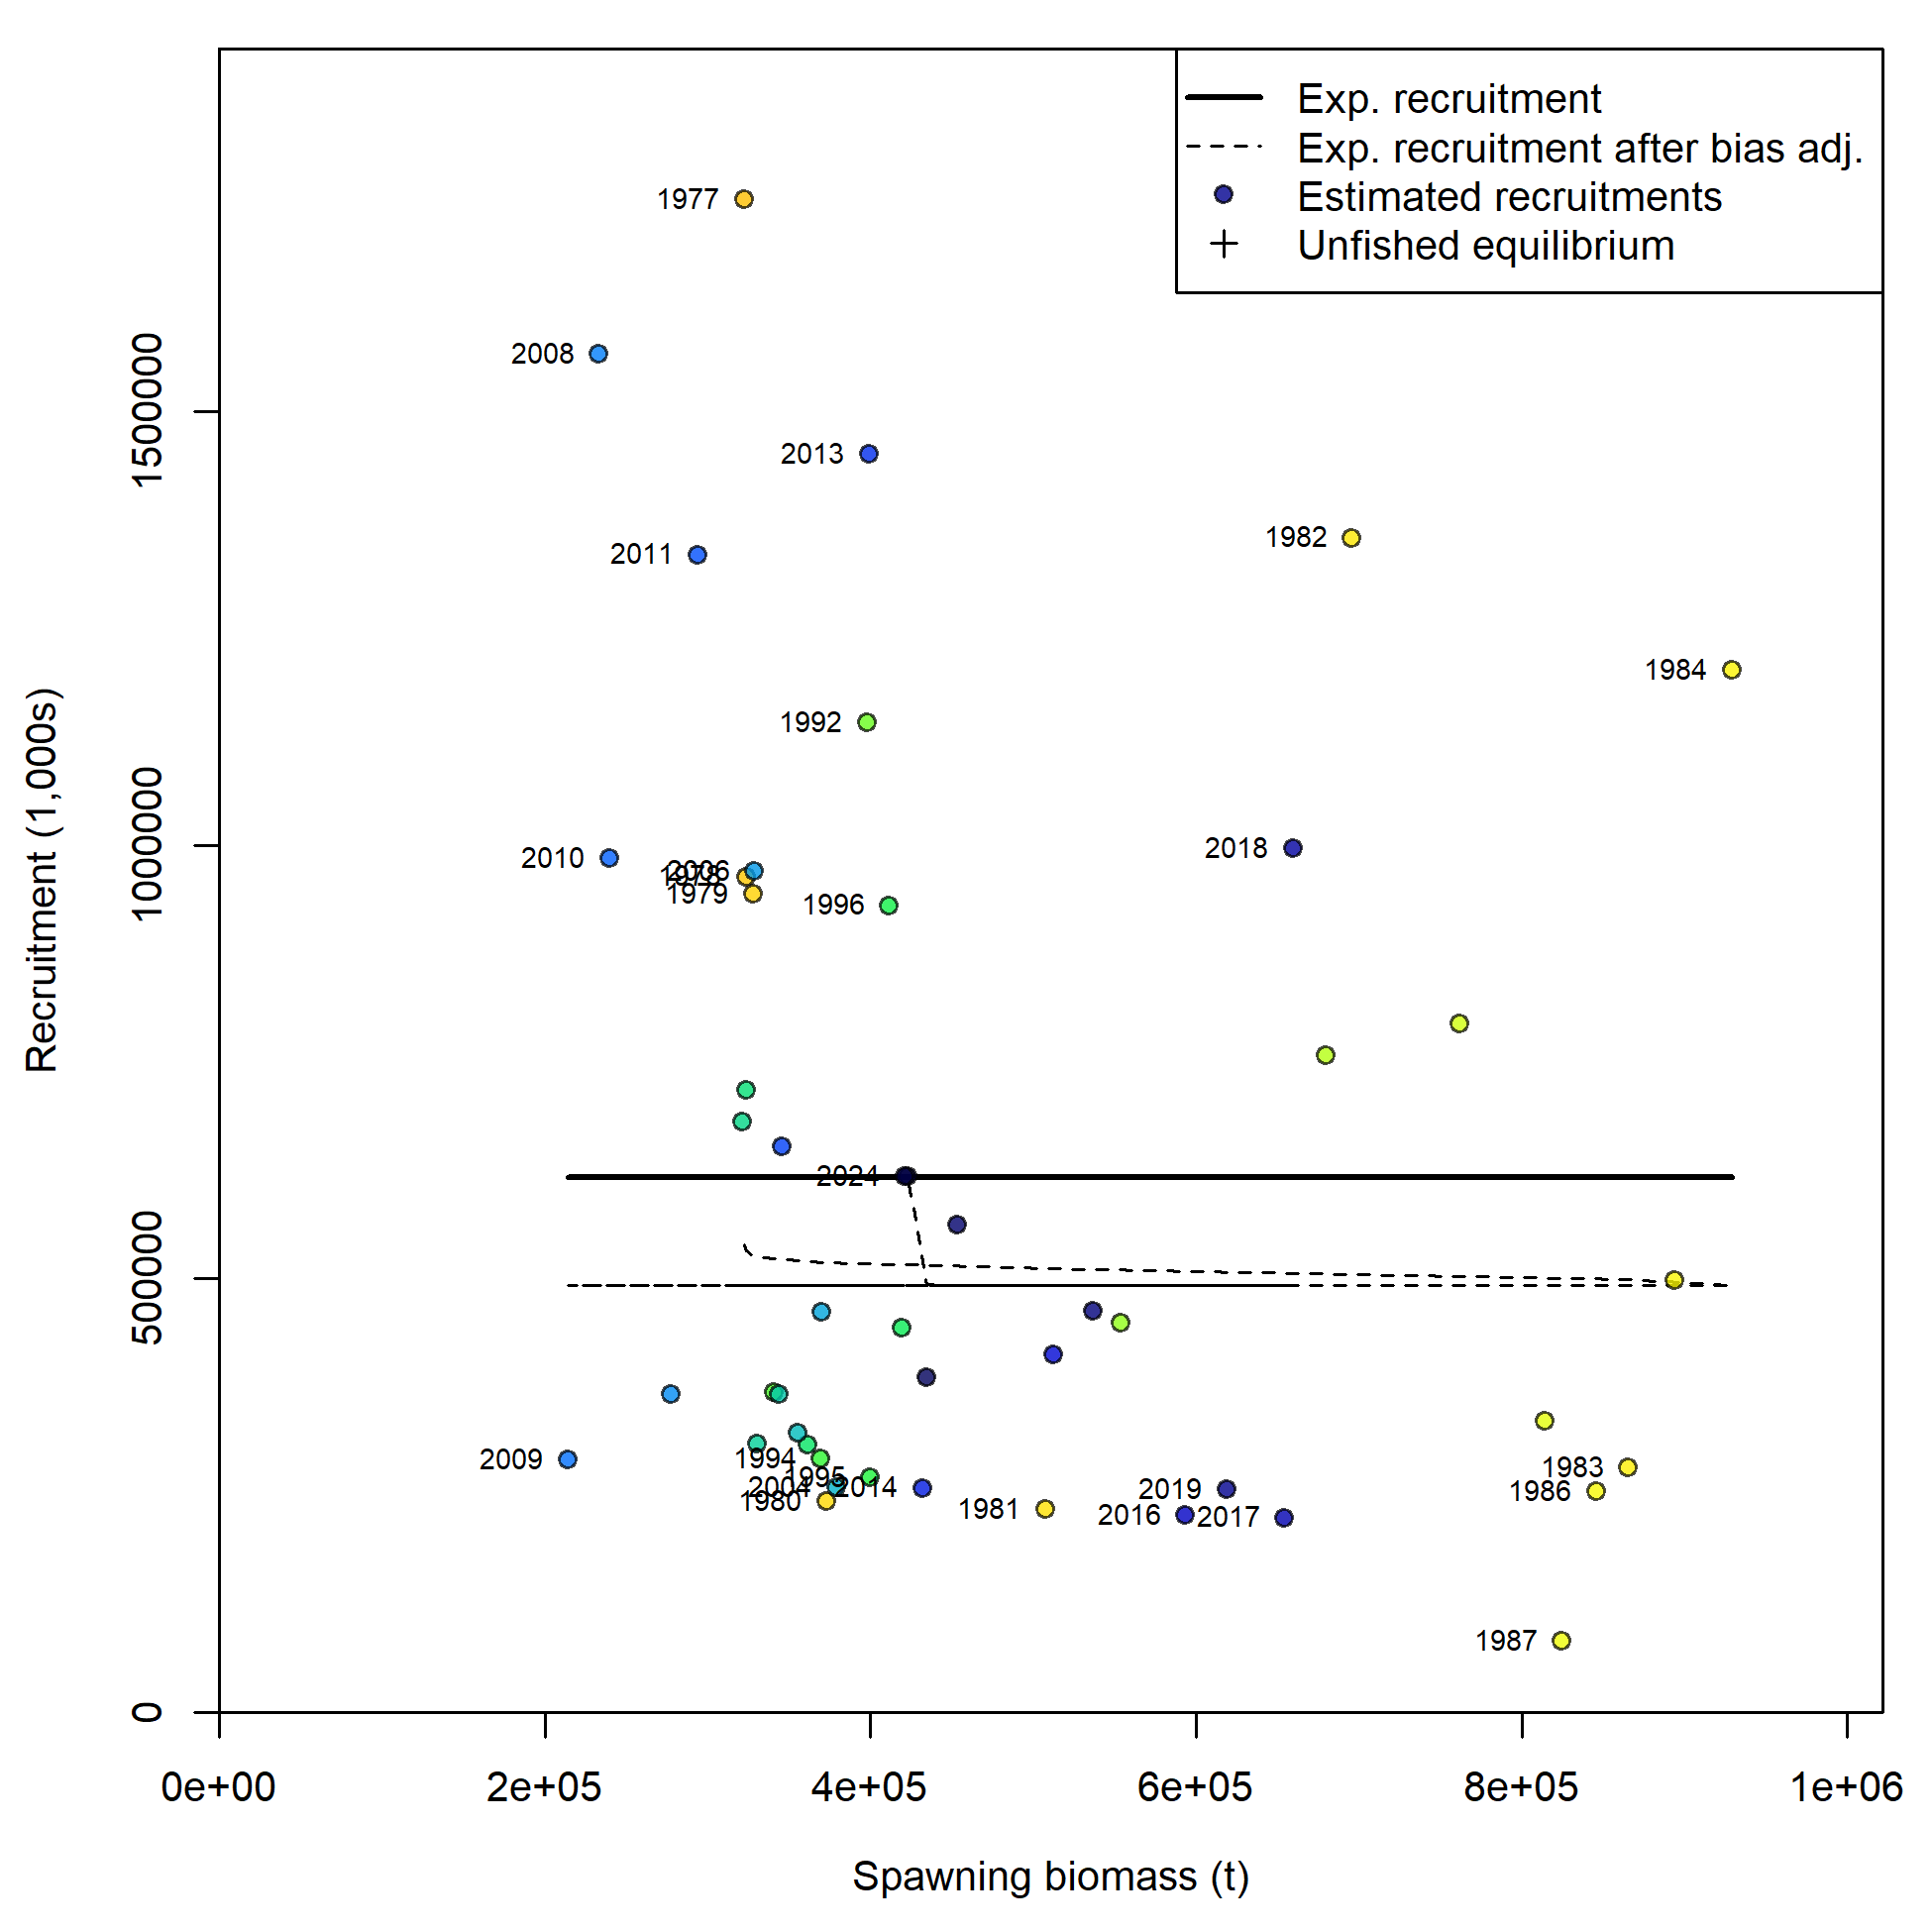 Exp. recruitment
Exp. recruitment after bias adj.
Estimated recruitments
Unfished equilibrium
1977
2008
2013
1982
2011
1984
1992
2018
2010
2006
1978
1979
1996
2024
2009
1994
1983
1995
2004
2014
2019
1986
1980
1981
2016
2017
1987
Recruitment (1,000s)
1500000
1000000
500000
0
0e+00
2e+05
4e+05
6e+05
8e+05
1e+06
Spawning biomass (t)